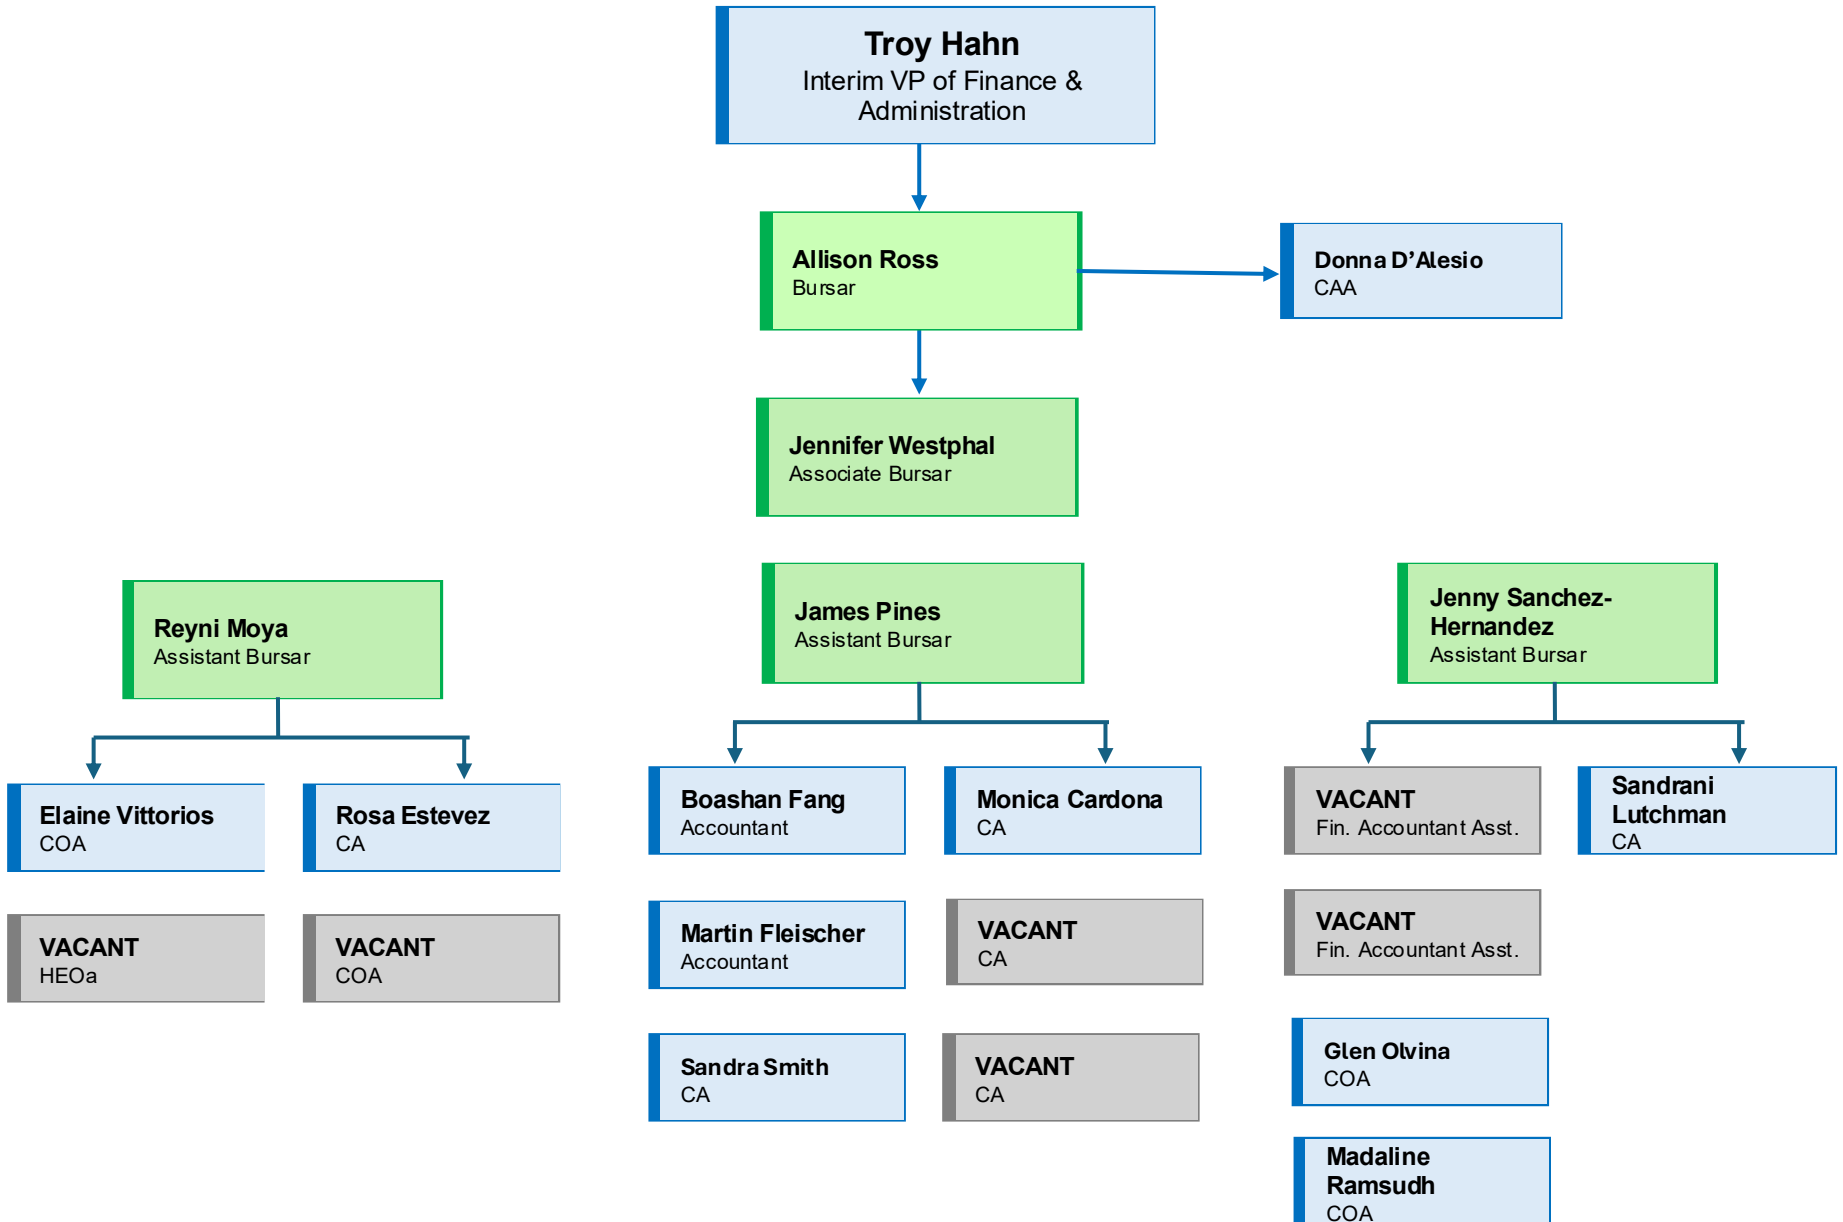 Troy Hahn
Interim VP of Finance &
Administration
Allison Ross
Bursar
Donna D’Alesio
CAA
Jennifer Westphal
Associate Bursar
Reyni Moya
Assistant Bursar
James Pines
Assistant Bursar
Jenny Sanchez-
Hernandez
Assistant Bursar
Elaine Vittorios
COA
Rosa Estevez
CA
Boashan Fang
Accountant
Monica Cardona
CA
VACANT
Fin. Accountant Asst.
Sandrani
Lutchman
CA
VACANT
HEOa
VACANT
COA
Martin Fleischer
Accountant
VACANT
CA
VACANT
Fin. Accountant Asst.
Sandra Smith
CA
VACANT
CA
Glen Olvina
COA
Madaline
Ramsudh
COA